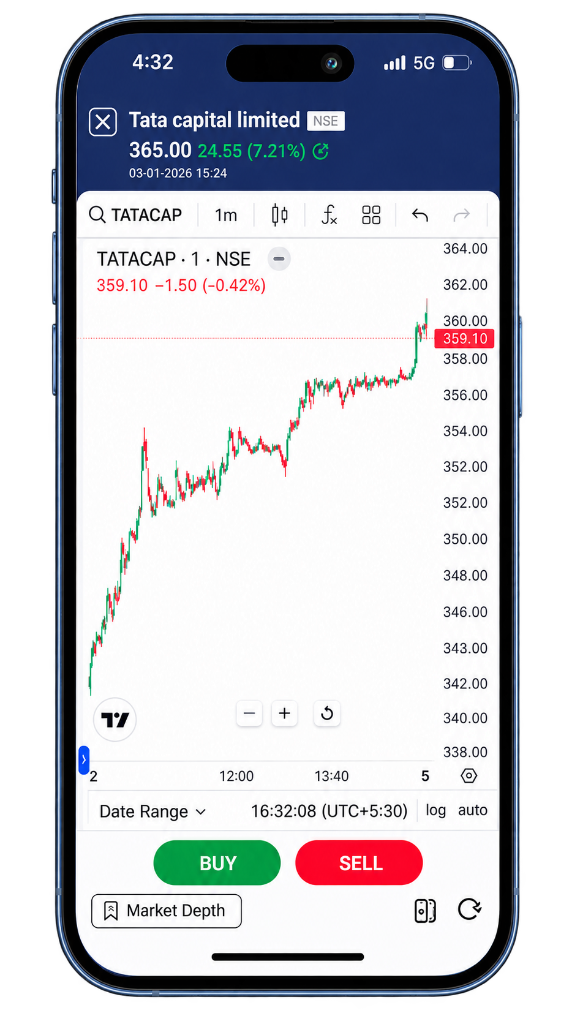 4:32 5G
Tata capital limited NSE
365.00 24.55 (7.21%)
03-01-2026 15:24
TATACAP 1m fx
TATACAP · 1 · NSE
359.10 −1.50 (−0.42%)
364.00
362.00
360.00
359.10
358.00
356.00
354.00
352.00
352.00
350.00
348.00
346.00
343.00
342.00
340.00
338.00
2 12:00 13:40 5
Date Range 16:32:08 (UTC+5:30) log auto
BUY SELL
Market Depth